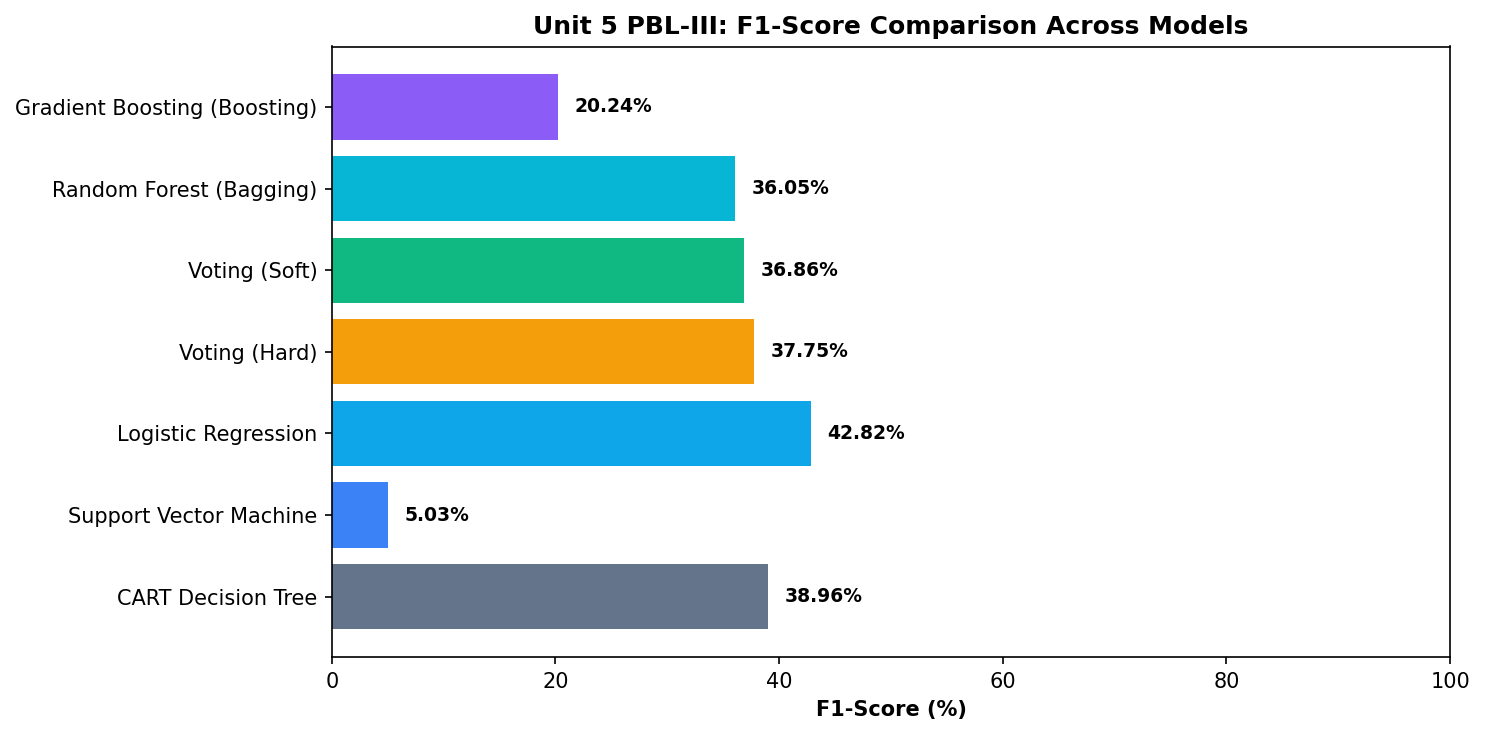 Unit 5 PBL-III: F1-Score Comparison Across Models
Gradient Boosting (Boosting)
20.24%
Random Forest (Bagging)
36.05%
Voting (Soft)
36.86%
Voting (Hard)
37.75%
Logistic Regression
42.82%
Support Vector Machine
5.03%
CART Decision Tree
38.96%
0 20 40 60 80 100
F1-Score (%)